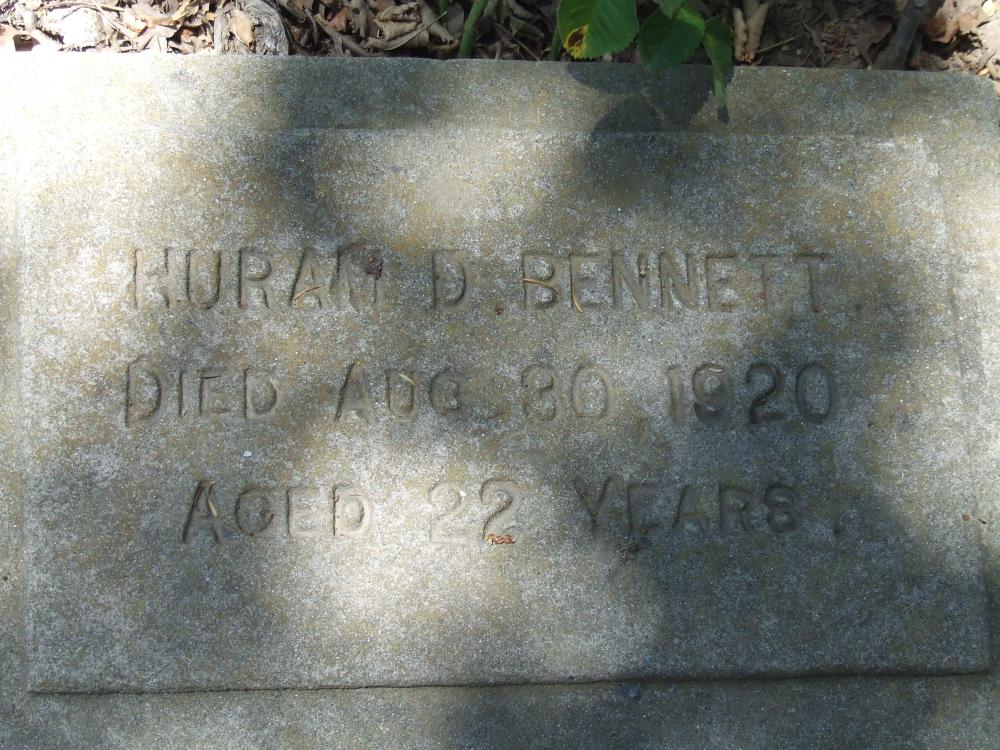 HURAM D. BENNETT.
DIED AUG. 30, 1920
AGED 22 YEARS.